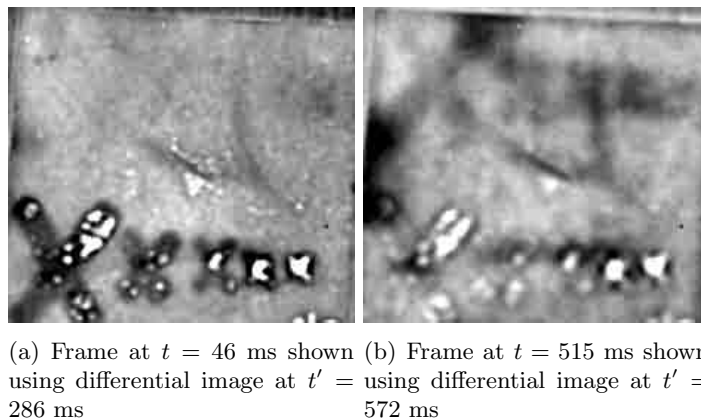 (a) Frame at t = 46 ms shown
using differential image at t′ =
286 ms
(b) Frame at t = 515 ms shown
using differential image at t′ =
572 ms